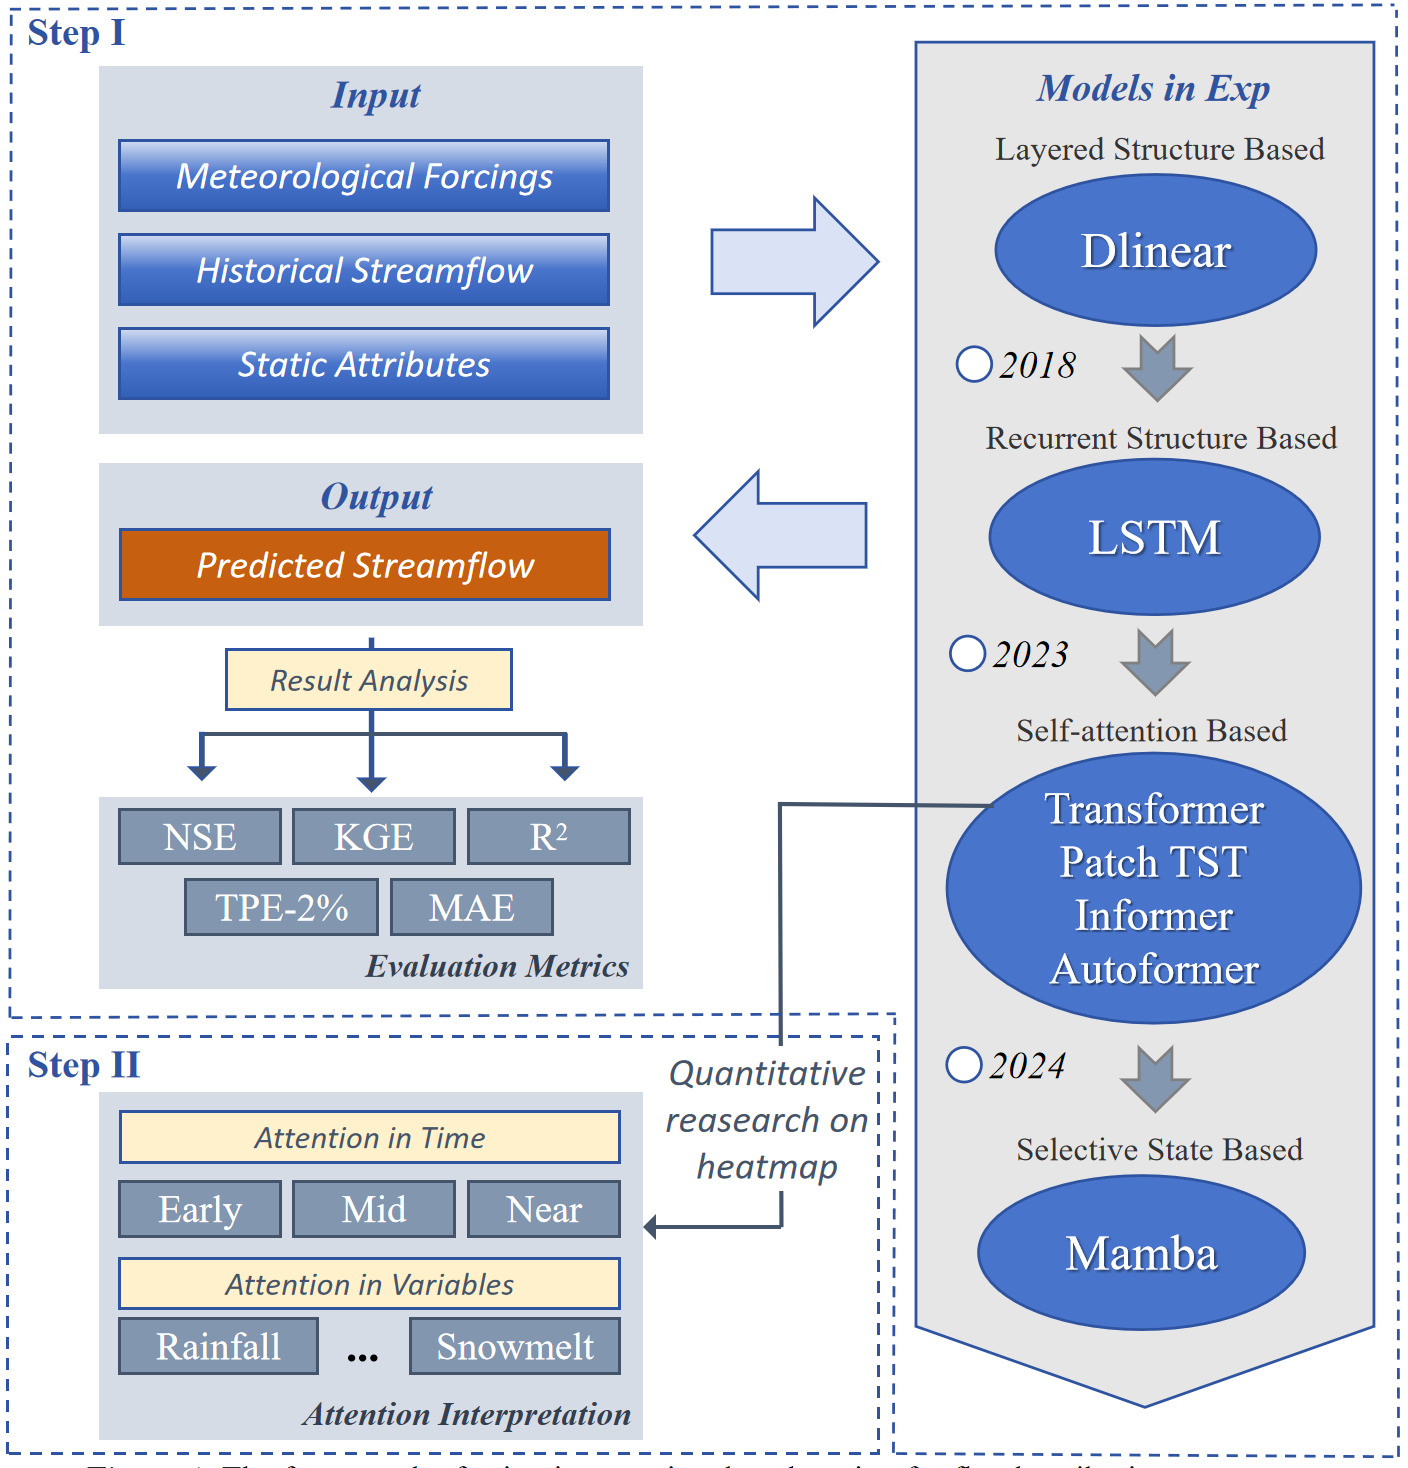 Step I
Input
Meteorological Forcings
Historical Streamflow
Static Attributes
Output
Predicted Streamflow
Result Analysis
NSE
KGE
R²
TPE-2%
MAE
Evaluation Metrics
Models in Exp
Layered Structure Based
Dlinear
2018
Recurrent Structure Based
LSTM
2023
Self-attention Based
Transformer
Patch TST
Informer
Autoformer
2024
Selective State Based
Mamba
Step II
Attention in Time
Early
Mid
Near
Attention in Variables
Rainfall
...
Snowmelt
Attention Interpretation
Quantitative
reasearch on
heatmap